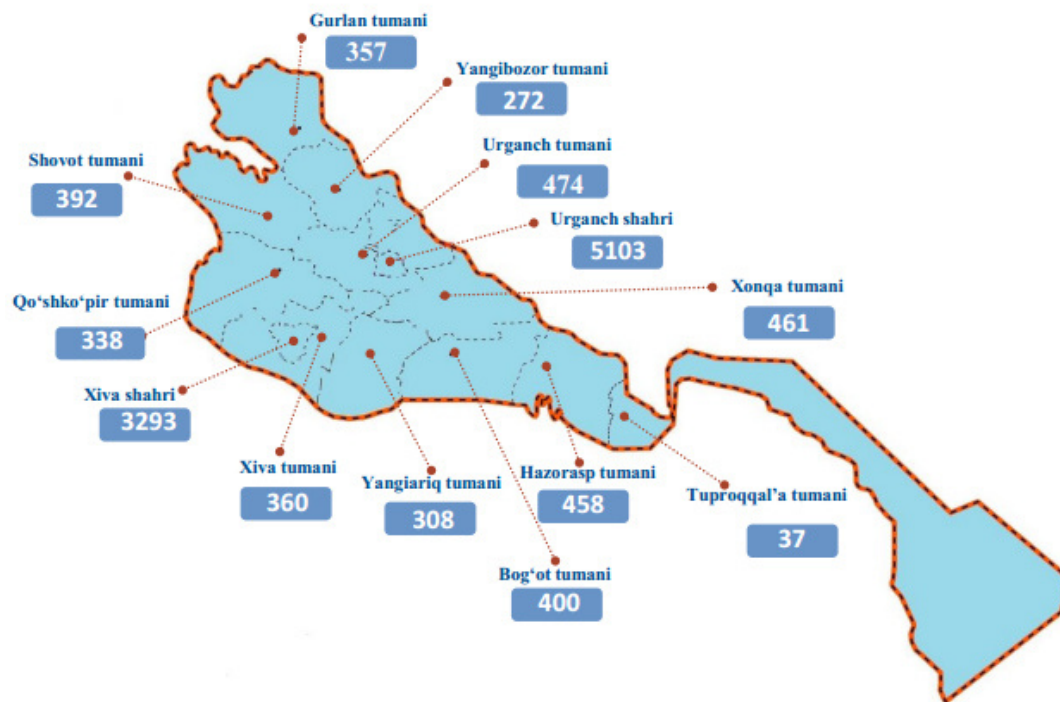 Gurlan tumani
357
Yangibozor tumani
272
Urganch tumani
474
Shovot tumani
392
Urganch shahri
5103
Xonqa tumani
461
Qo‘shko‘pir tumani
338
Xiva shahri
3293
Xiva tumani
360
Yangiariq tumani
308
Hazorasp tumani
458
Tuproqqal’a tumani
37
Bog‘ot tumani
400